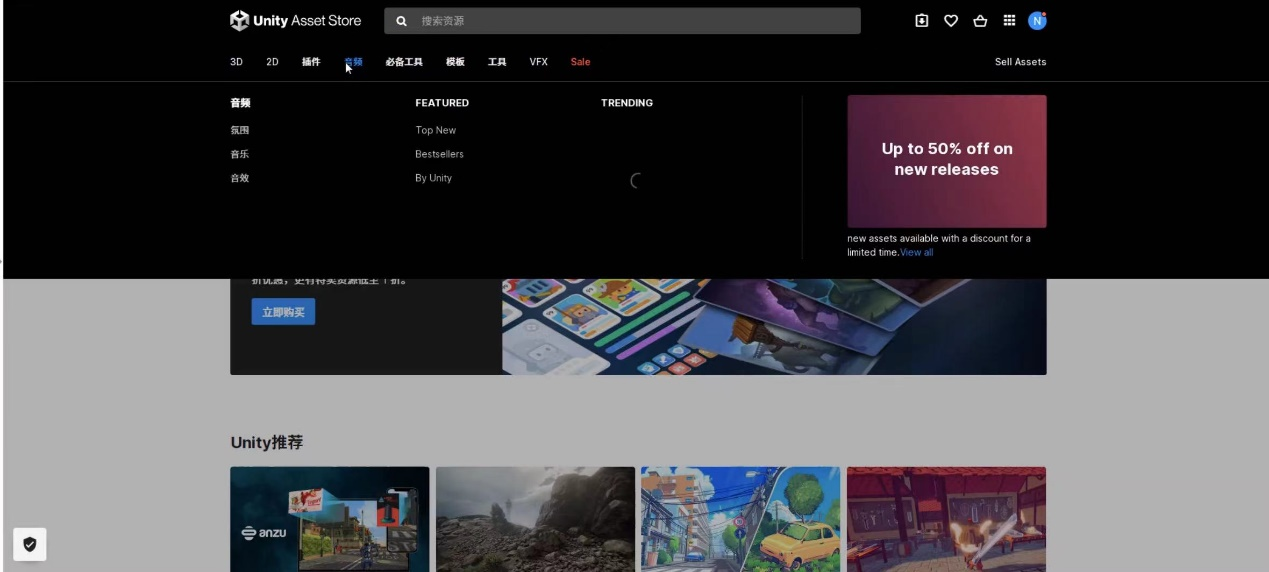 Unity Asset Store
搜索资源
N
3D 2D 插件 音频 必备工具 模板 工具 VFX Sale Sell Assets
音频
氛围
音乐
音效
FEATURED
Top New
Bestsellers
By Unity
TRENDING
Up to 50% off on
new releases
new assets available with a discount for a
limited time.View all
立即购买
Unity推荐
anzu